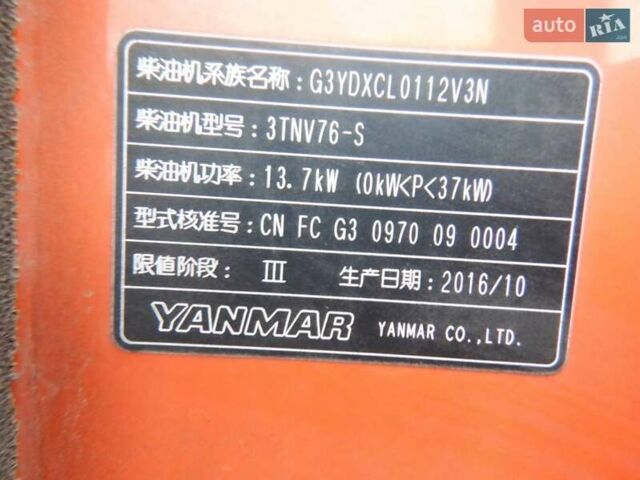 auto RIA.com
柴油机系族名称: G3YDXCL0112V3N
柴油机型号: 3TNV76-S
柴油机功率: 13.7kW (0kW<P<37kW)
型式核准号: CN FC G3 0970 09 0004
限值阶段: III 生产日期: 2016/10
YANMAR YANMAR CO.,LTD.